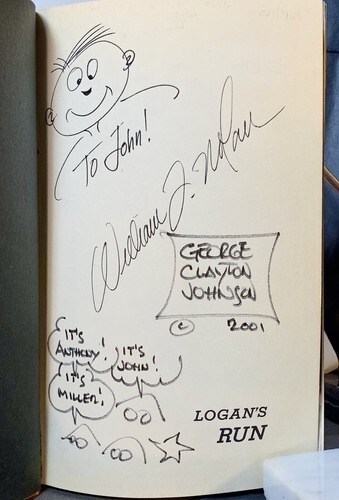 To John!
William F. Nolan
GEORGE
CLAYTON
JOHNSON
© 2001
IT'S
ANTHONY!
IT'S
JOHN!
IT'S
MILLER!
LOGAN'S
RUN